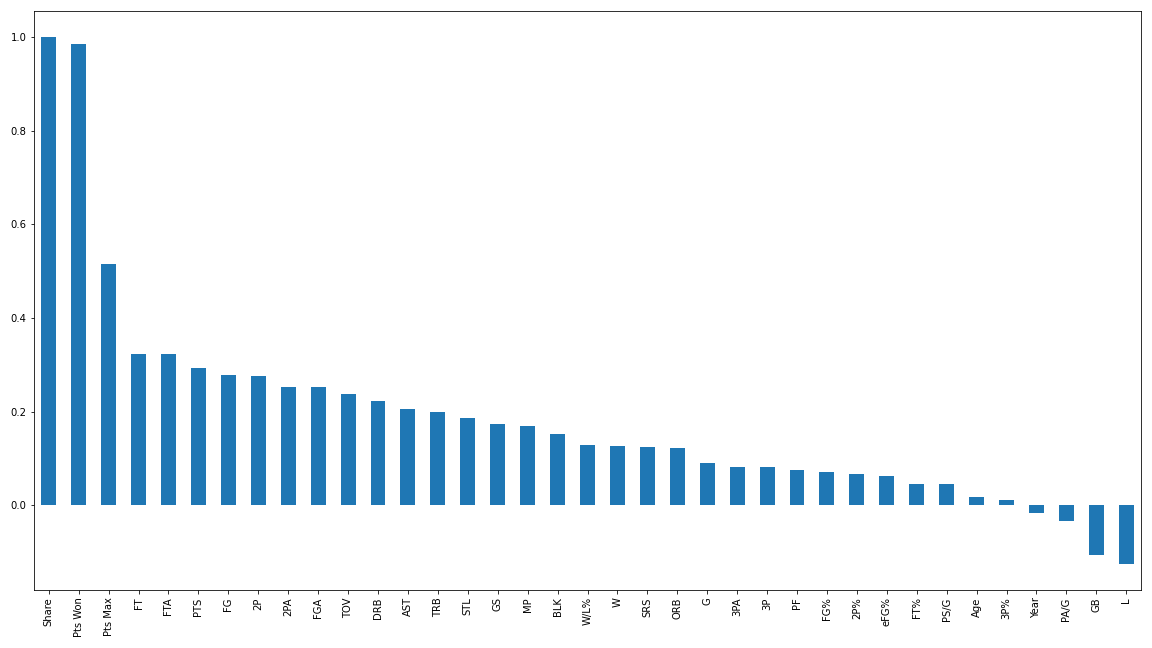 1.0
0.8
0.6
0.4
0.2
0.0
Share
Pts Won
Pts Max
FT
FTA
PTS
FG
2P
2PA
FGA
TOV
DRB
AST
TRB
STL
GS
MP
BLK
W/L%
W
SRS
ORB
G
3PA
3P
PF
FG%
2P%
eFG%
FT%
PS/G
Age
3P%
Year
PA/G
GB
L